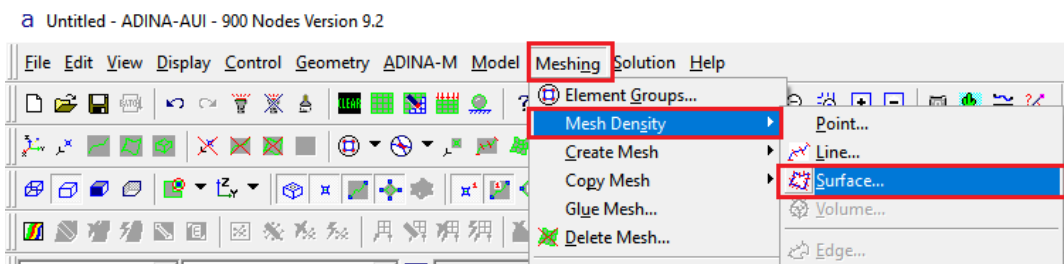 a Untitled - ADINA-AUI - 900 Nodes Version 9.2
File Edit View Display Control Geometry ADINA-M Model Meshing Solution Help
CLEAR
Element Groups...
Mesh Density
Point...
Create Mesh
Line...
Copy Mesh
Surface...
Glue Mesh...
Volume...
Delete Mesh...
Edge...